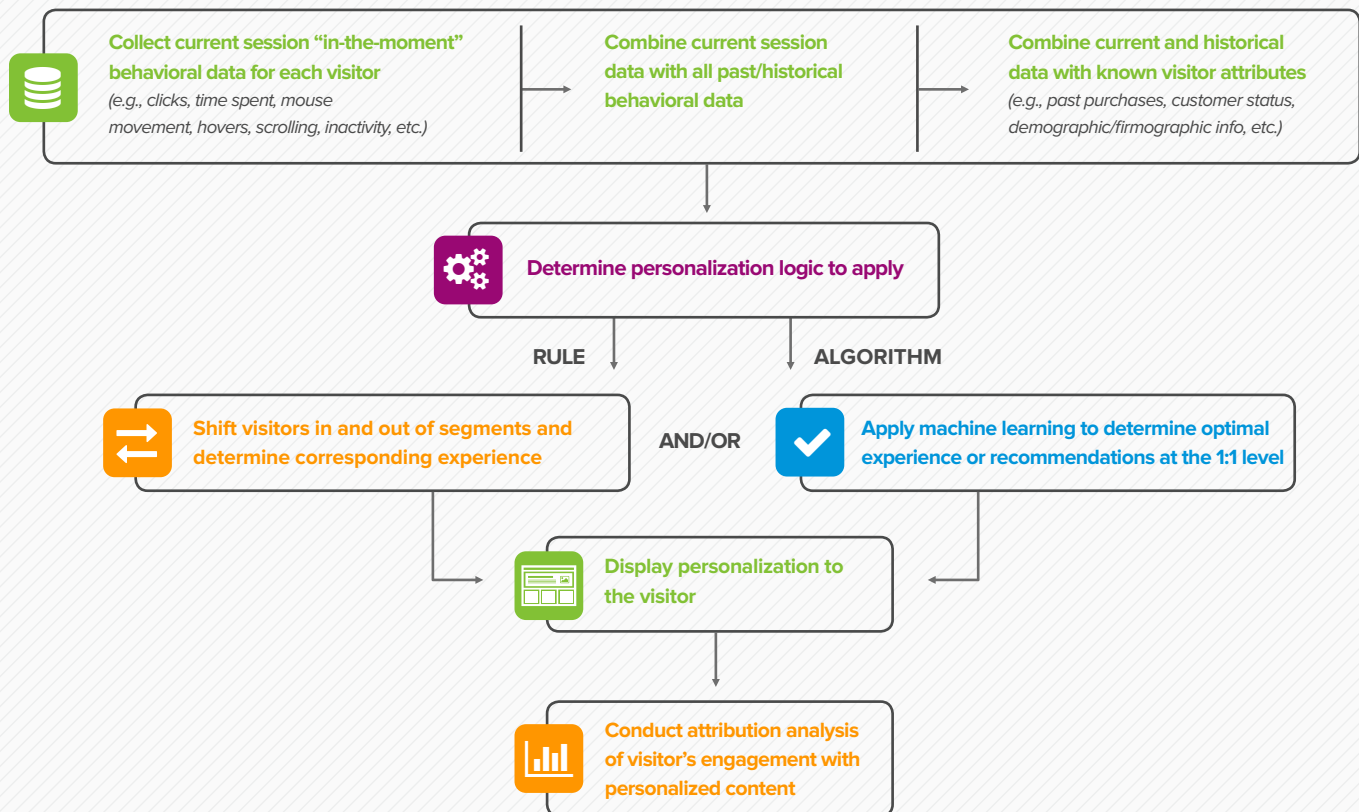 Collect current session “in-the-moment”
behavioral data for each visitor
(e.g., clicks, time spent, mouse
movement, hovers, scrolling, inactivity, etc.)
Combine current session
data with all past/historical
behavioral data
Combine current and historical
data with known visitor attributes
(e.g., past purchases, customer status,
demographic/firmographic info, etc.)
Determine personalization logic to apply
RULE
ALGORITHM
Shift visitors in and out of segments and
determine corresponding experience
AND/OR
Apply machine learning to determine optimal
experience or recommendations at the 1:1 level
Display personalization to
the visitor
Conduct attribution analysis
of visitor’s engagement with
personalized content